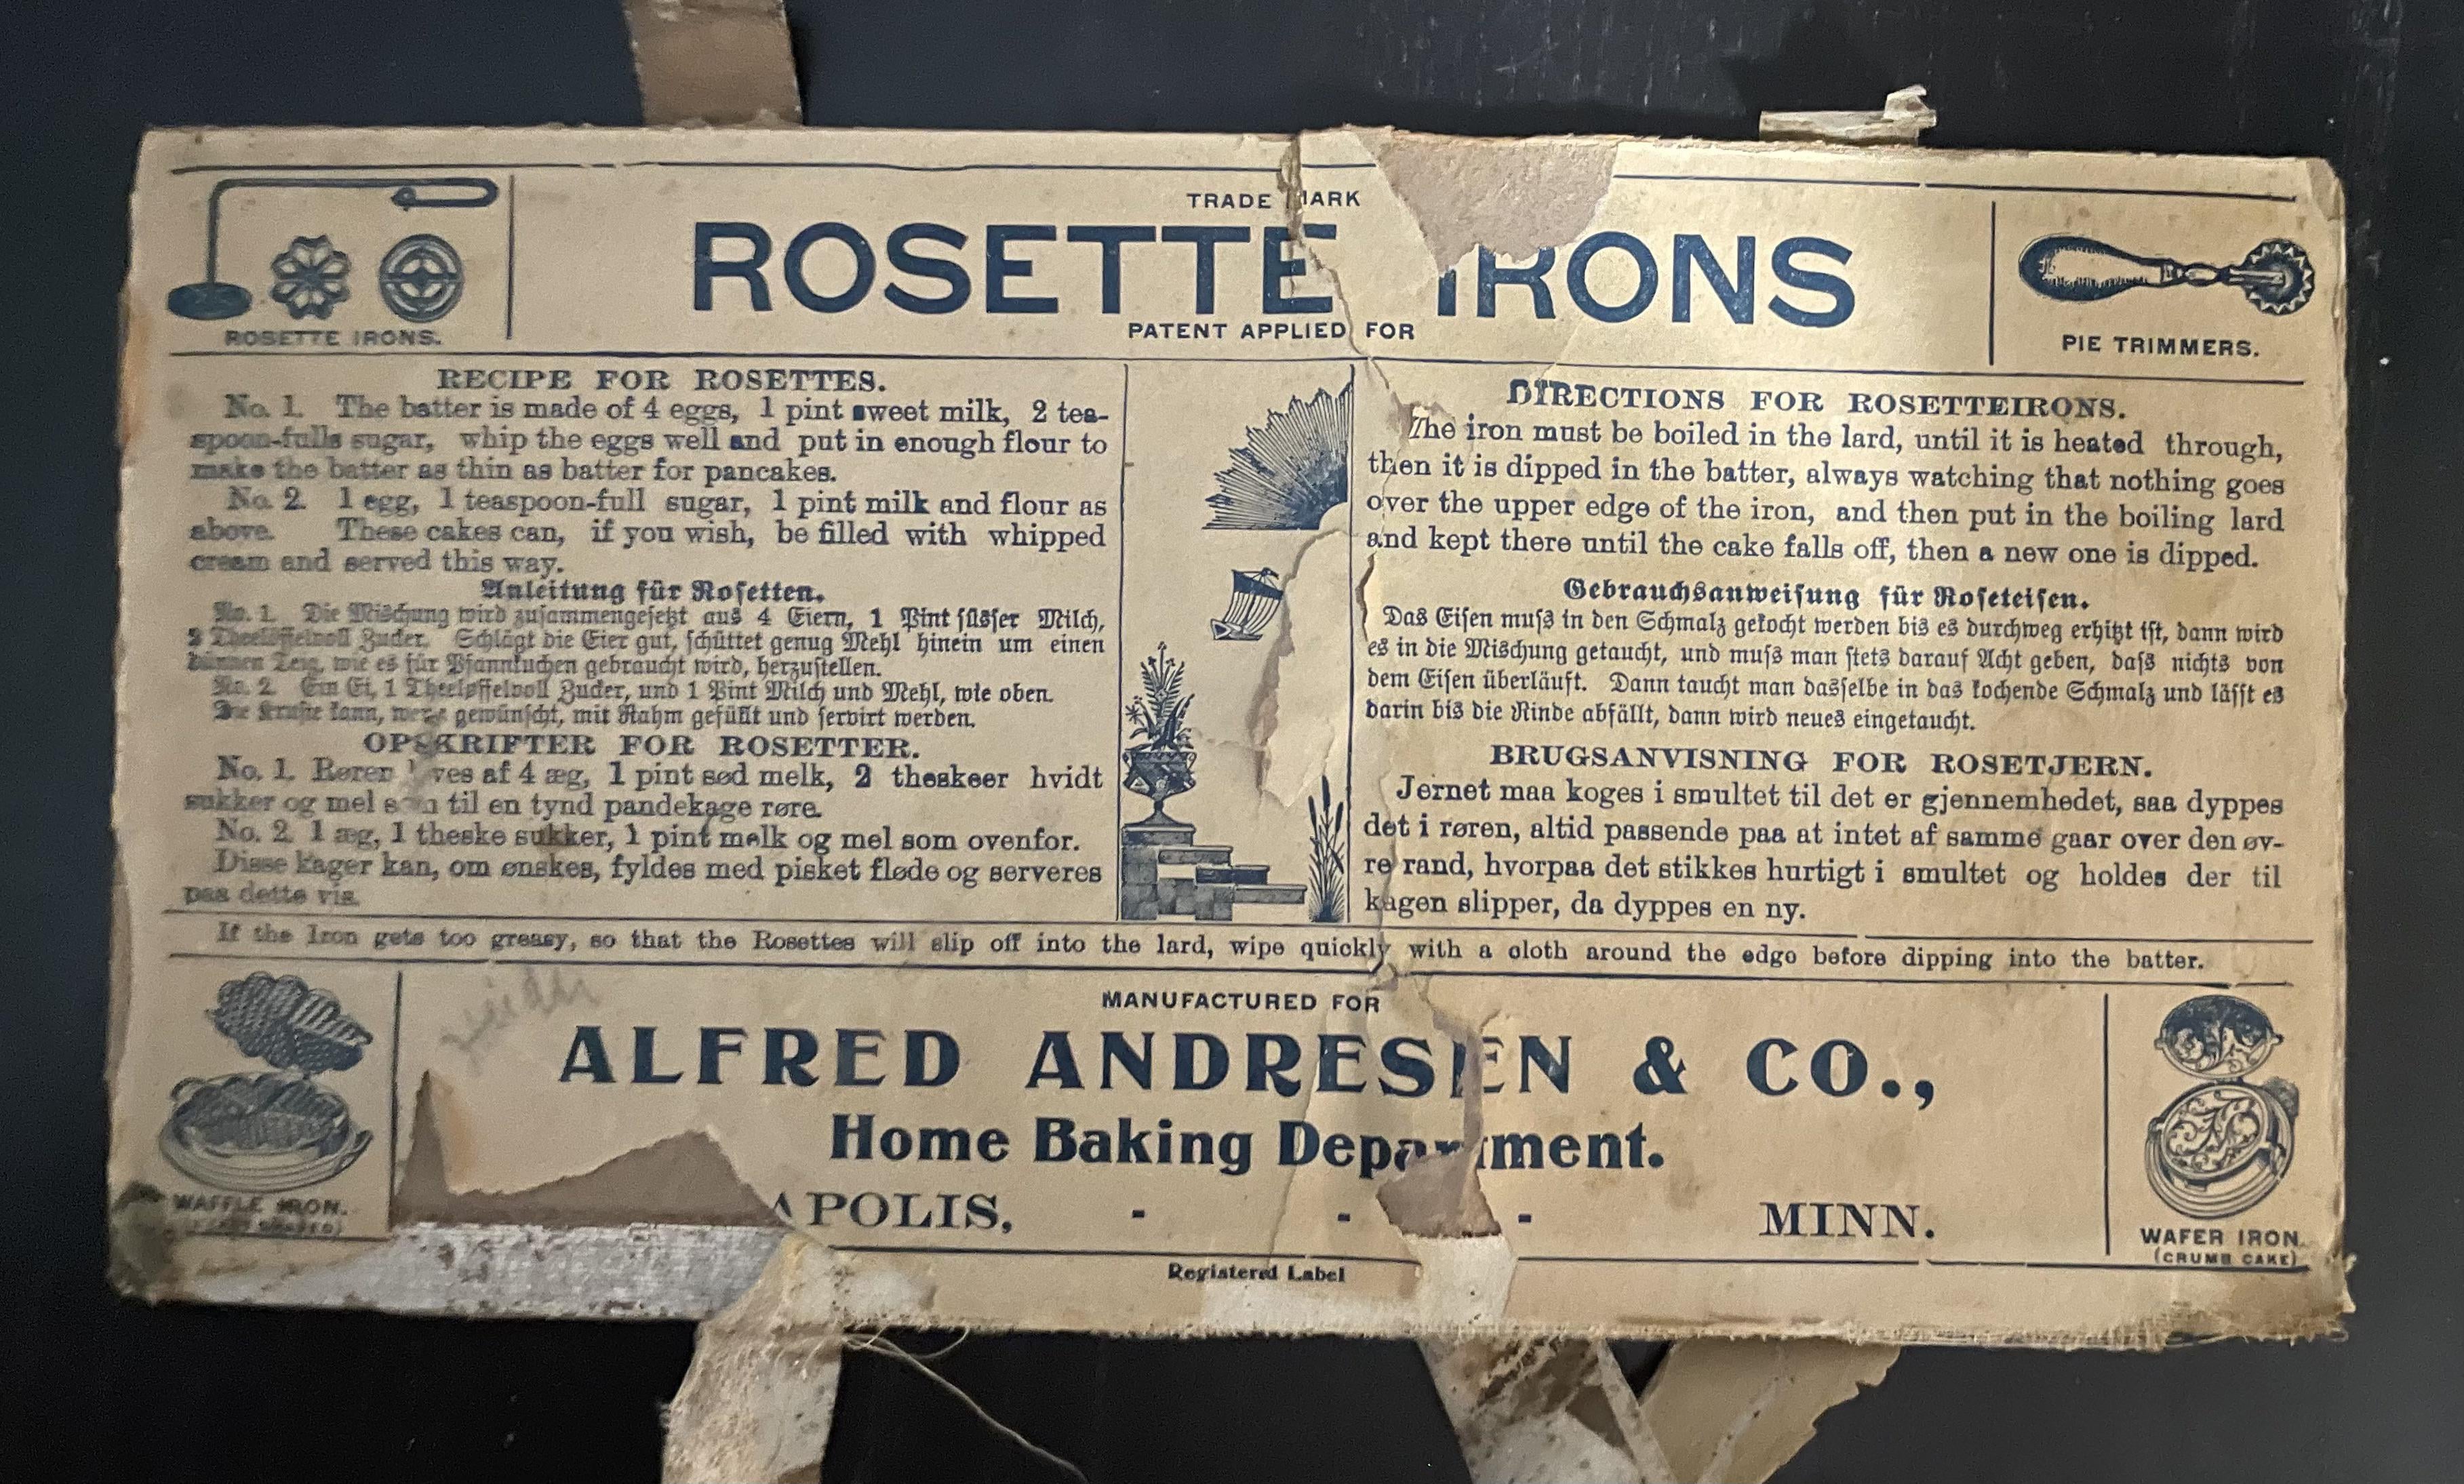 TRADE MARK
ROSETTE IRONS
PATENT APPLIED FOR
ROSETTE IRONS.
PIE TRIMMERS.
RECIPE FOR ROSETTES.
No. 1. The batter is made of 4 eggs, 1 pint sweet milk, 2 tea-
spoon-fulls sugar, whip the eggs well and put in enough flour to
make the batter as thin as batter for pancakes.
No. 2. 1 egg, 1 teaspoon-full sugar, 1 pint milk and flour as
above. These cakes can, if you wish, be filled with whipped
cream and served this way.
Anleitung für Rosetten.
No. 1. Die Mischung wird zusammengesetzt aus 4 Eiern, 1 Pint süsser Milch,
2 Theelöffelvoll Zucker. Schlägt die Eier gut, schüttet genug Mehl hinein um einen
dünnen Teig, wie es für Pfannkuchen gebraucht wird, herzustellen.
No. 2. Ein Ei, 1 Theeløffelvoll Zucker, und 1 Pint Milch und Mehl, wie oben.
Die Kruste kann, gewünscht, mit Rahm gefüllt und servirt werden.
OPSKRIFTER FOR ROSETTER.
No. 1. Røren af 4 æg, 1 pint sød melk, 2 theskeer hvidt
sukker og mel som til en tynd pandekage røre.
No. 2. 1 æg, 1 theske sukker, 1 pint melk og mel som ovenfor.
Disse kager kan, om ønskes, fyldes med pisket fløde og serveres
paa dette vis.
DIRECTIONS FOR ROSETTEIRONS.
The iron must be boiled in the lard, until it is heated through,
then it is dipped in the batter, always watching that nothing goes
over the upper edge of the iron, and then put in the boiling lard
and kept there until the cake falls off, then a new one is dipped.
Gebrauchsanweisung für Roseteisen.
Das Eisen muss in den Schmalz gekocht werden bis es durchweg erhitzt ist, dann wird
es in die Mischung getaucht, und muss man stets darauf Acht geben, dass nichts von
dem Eisen überläuft. Dann taucht man dasselbe in das kochende Schmalz und lässt es
darin bis die Rinde abfällt, dann wird neues eingetaucht.
BRUGSANVISNING FOR ROSETJERN.
Jernet maa koges i smultet til det er gjennemhedet, saa dyppes
det i røren, altid passende paa at intet af samme gaar over den øv-
re rand, hvorpaa det stikkes hurtigt i smultet og holdes der til
kagen slipper, da dyppes en ny.
If the Iron gets too greasy, so that the Rosettes will slip off into the lard, wipe quickly with a cloth around the edge before dipping into the batter.
MANUFACTURED FOR
ALFRED ANDRESEN & CO.,
Home Baking Department.
APOLIS, - - - MINN.
Registered Label
WAFFLE IRON.
WAFER IRON.
(CRUMB CAKE)